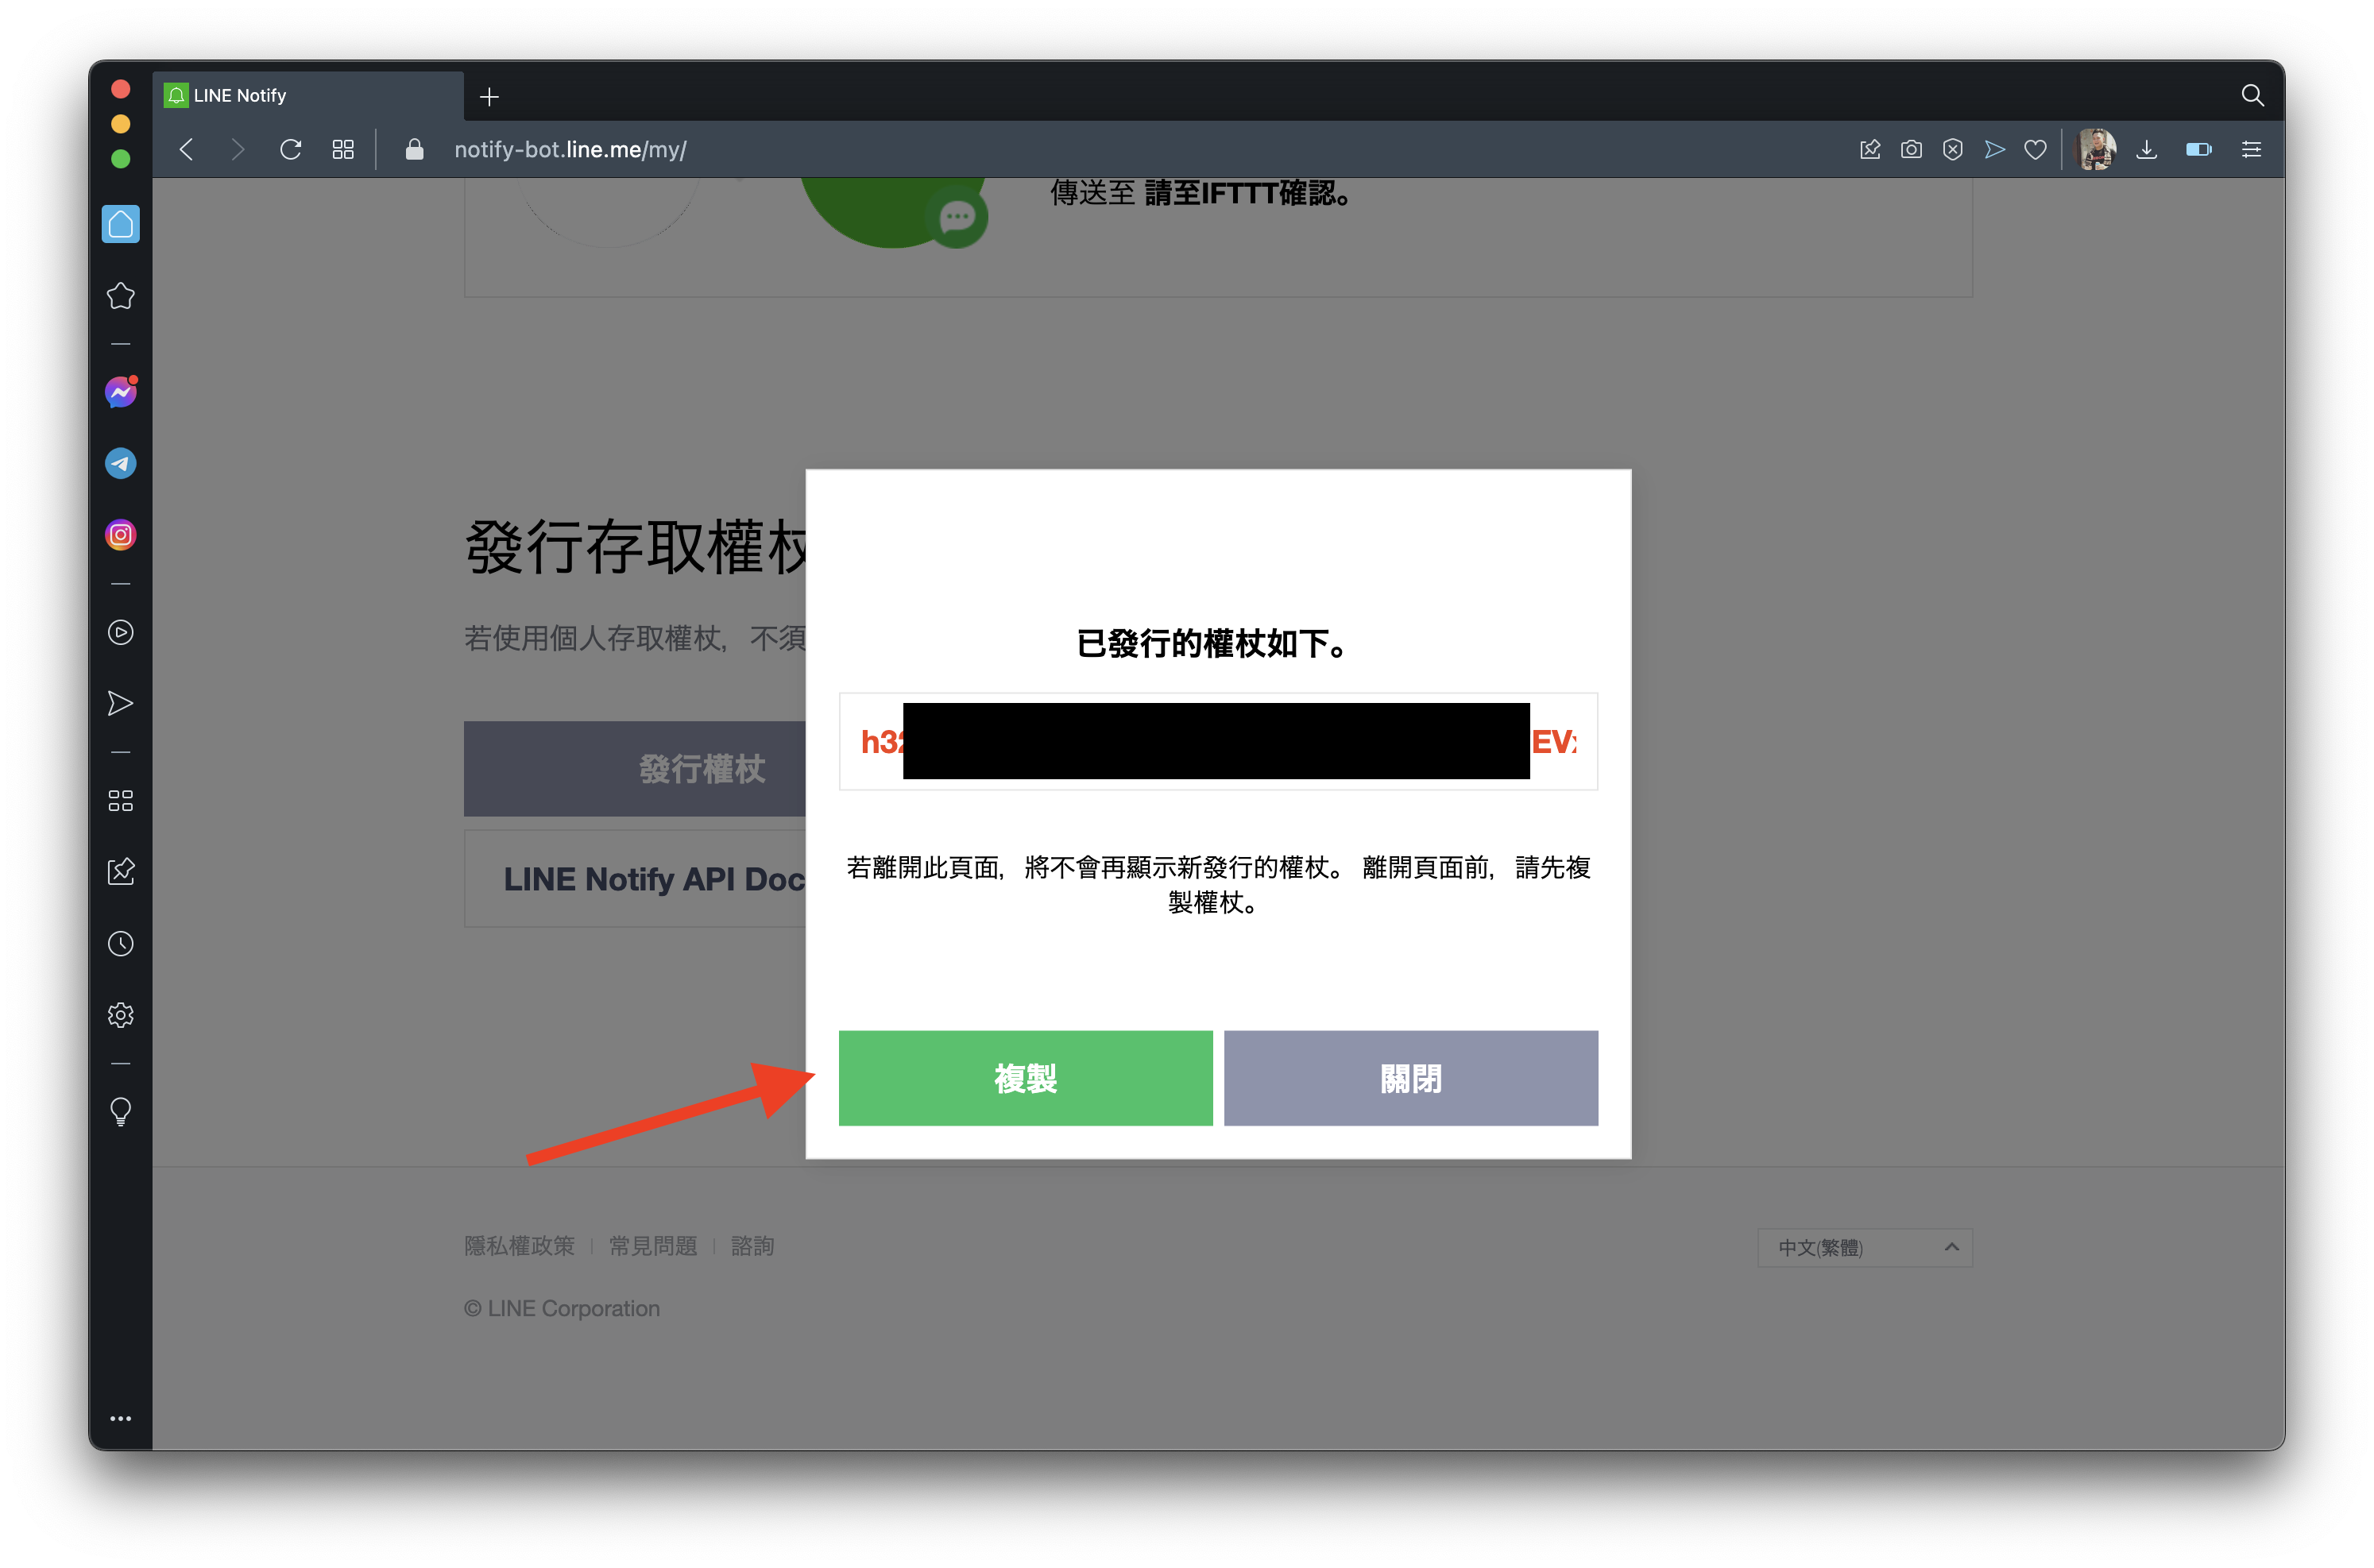 LINE Notify
notify-bot.line.me/my/
傳送至 請至IFTTT確認。
發行存取權杖
若使用個人存取權杖，不須
發行權杖
LINE Notify API Doc
已發行的權杖如下。
h32
EV
若離開此頁面，將不會再顯示新發行的權杖。 離開頁面前，請先複
製權杖。
複製
關閉
隱私權政策 | 常見問題 | 諮詢
中文(繁體)
© LINE Corporation